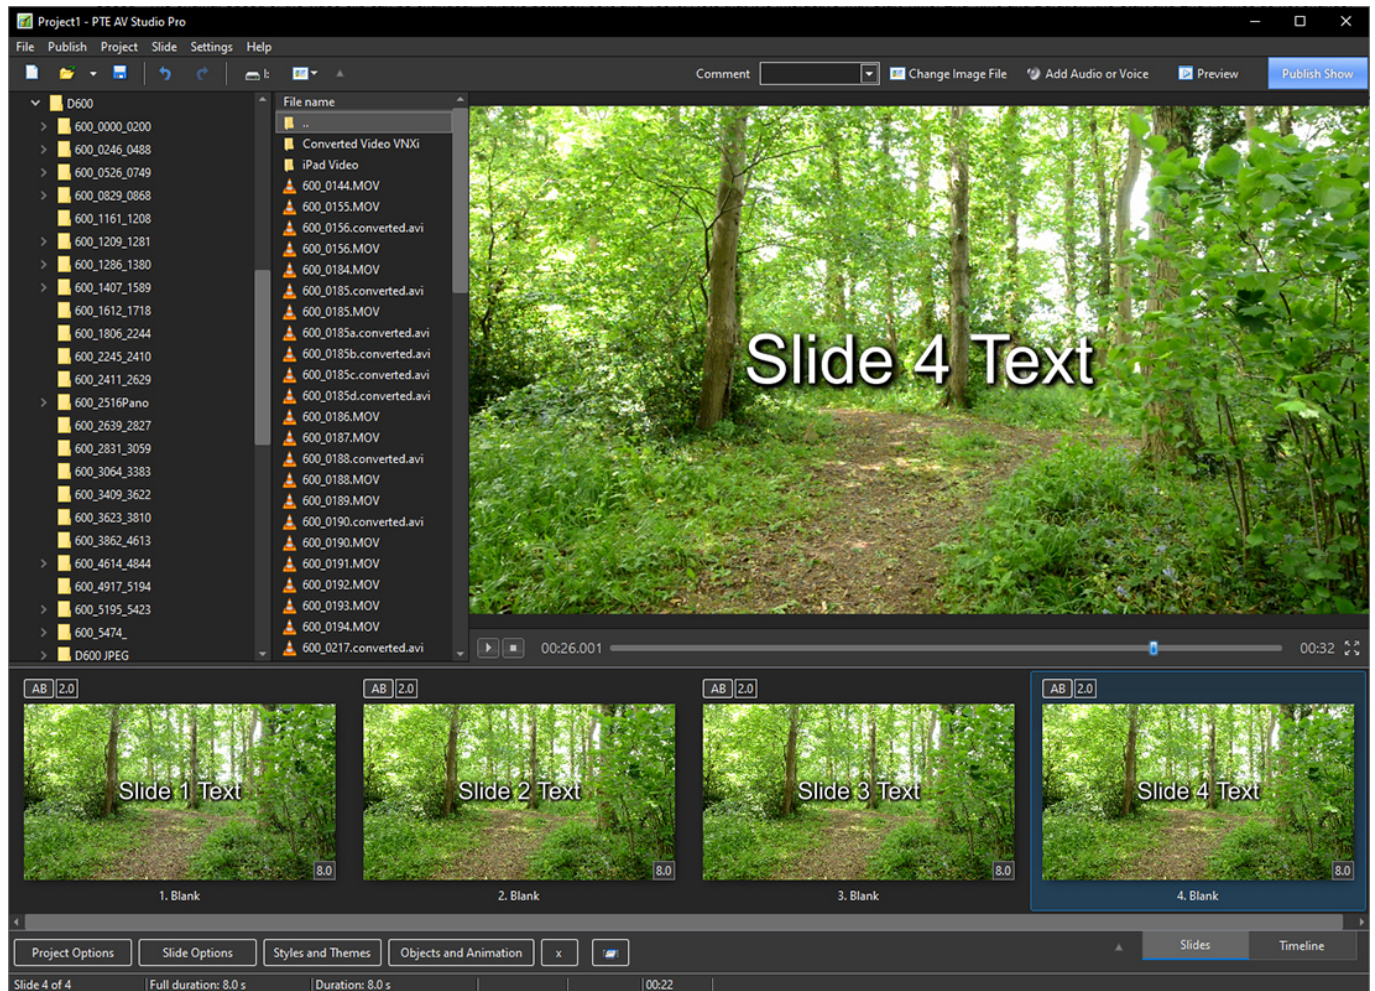 Project1 - PTE AV Studio Pro
File Publish Project Slide Settings Help
I:
Comment
Change Image File
Add Audio or Voice
Preview
Publish Show
D600
600_0000_0200
600_0246_0488
600_0526_0749
600_0829_0868
600_1161_1208
600_1209_1281
600_1286_1380
600_1407_1589
600_1612_1718
600_1806_2244
600_2245_2410
600_2411_2629
600_2516Pano
600_2639_2827
600_2831_3059
600_3064_3383
600_3409_3622
600_3623_3810
600_3862_4613
600_4614_4844
600_4917_5194
600_5195_5423
600_5474_
D600 JPEG
File name
..
Converted Video VNXi
iPad Video
600_0144.MOV
600_0155.MOV
600_0156.converted.avi
600_0156.MOV
600_0184.MOV
600_0185.converted.avi
600_0185.MOV
600_0185a.converted.avi
600_0185b.converted.avi
600_0185c.converted.avi
600_0185d.converted.avi
600_0186.MOV
600_0187.MOV
600_0188.converted.avi
600_0188.MOV
600_0189.MOV
600_0190.converted.avi
600_0190.MOV
600_0191.MOV
600_0192.MOV
600_0193.MOV
600_0194.MOV
600_0217.converted.avi
Slide 4 Text
00:26.001
00:32
AB 2.0
Slide 1 Text
8.0
1. Blank
AB 2.0
Slide 2 Text
8.0
2. Blank
AB 2.0
Slide 3 Text
8.0
3. Blank
AB 2.0
Slide 4 Text
8.0
4. Blank
Project Options
Slide Options
Styles and Themes
Objects and Animation
x
Slides
Timeline
Slide 4 of 4
Full duration: 8.0 s
Duration: 8.0 s
00:22